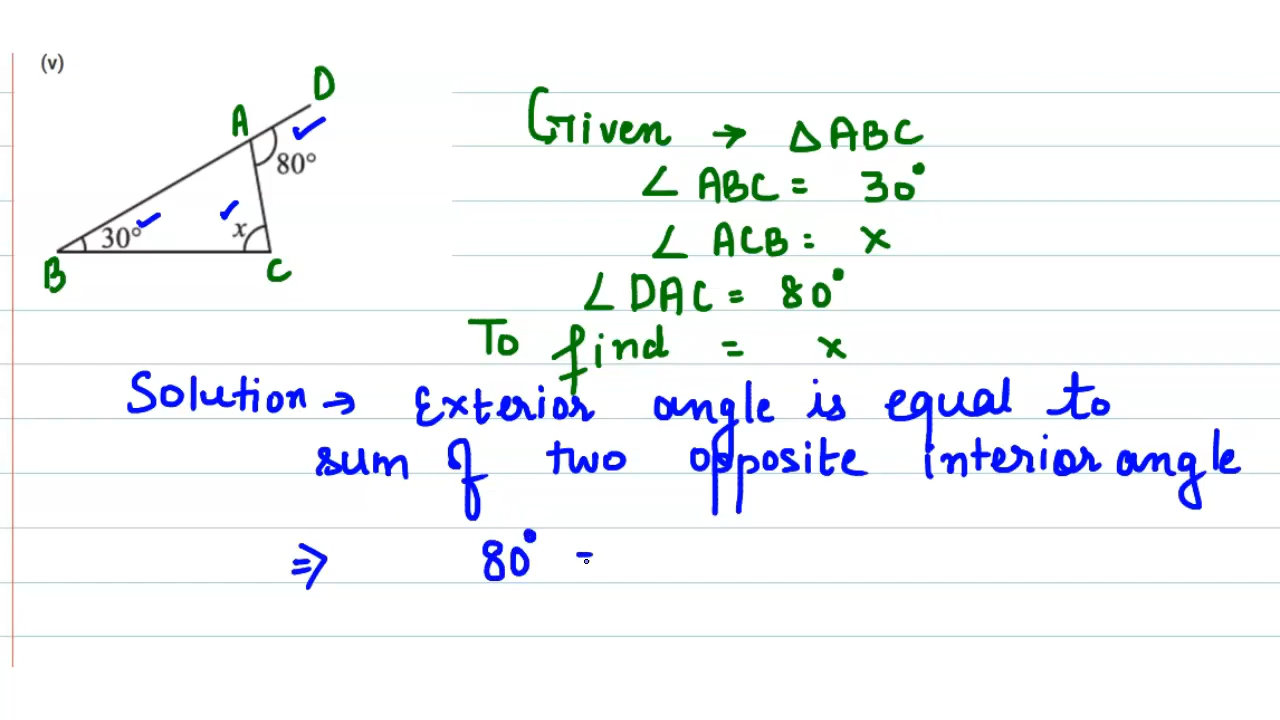 (v)
D
A
80°
30°
x
B
C
Given → △ABC
∠ ABC = 30°
∠ ACB = x
∠ DAC = 80°
To find = x
Solution → Exterior angle is equal to
sum of two opposite interior angle
⇒ 80° =